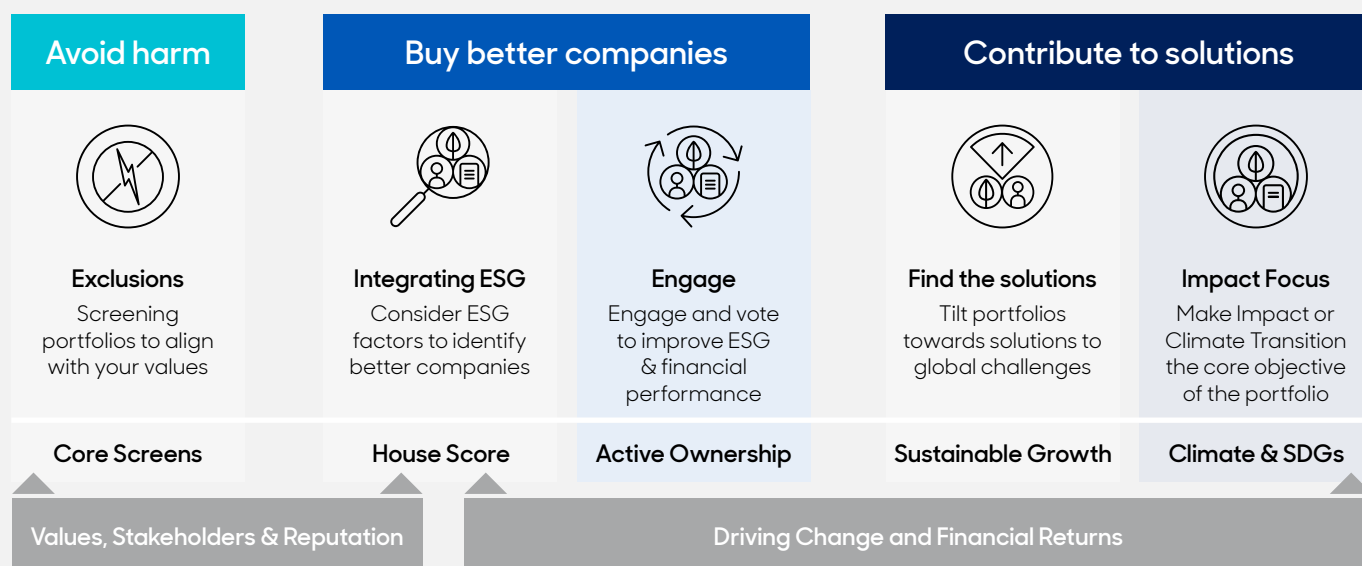 Avoid harm
Buy better companies
Contribute to solutions
Exclusions
Screening
portfolios to align
with your values
Integrating ESG
Consider ESG
factors to identify
better companies
Engage
Engage and vote
to improve ESG
& financial
performance
Find the solutions
Tilt portfolios
towards solutions to
global challenges
Impact Focus
Make Impact or
Climate Transition
the core objective
of the portfolio
Core Screens
House Score
Active Ownership
Sustainable Growth
Climate & SDGs
Values, Stakeholders & Reputation
Driving Change and Financial Returns